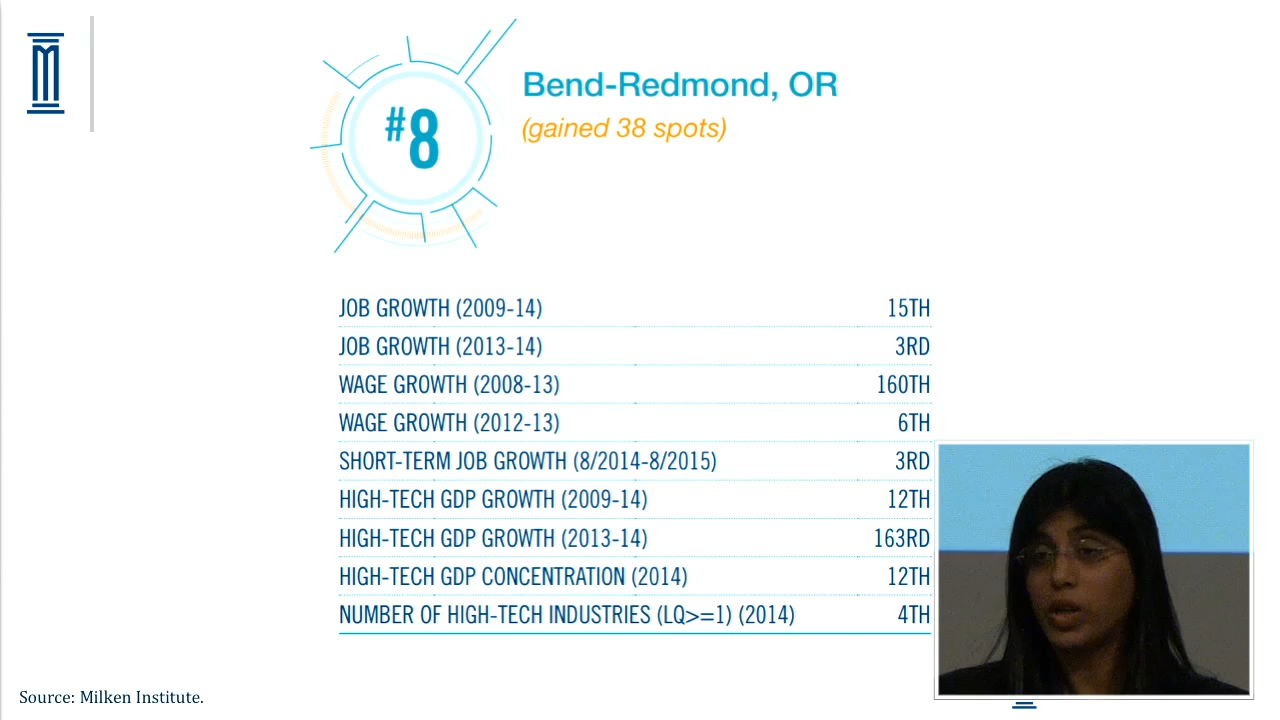 #8
Bend-Redmond, OR
(gained 38 spots)
JOB GROWTH (2009-14) 15TH
JOB GROWTH (2013-14) 3RD
WAGE GROWTH (2008-13) 160TH
WAGE GROWTH (2012-13) 6TH
SHORT-TERM JOB GROWTH (8/2014-8/2015) 3RD
HIGH-TECH GDP GROWTH (2009-14) 12TH
HIGH-TECH GDP GROWTH (2013-14) 163RD
HIGH-TECH GDP CONCENTRATION (2014) 12TH
NUMBER OF HIGH-TECH INDUSTRIES (LQ>=1) (2014) 4TH
Source: Milken Institute.